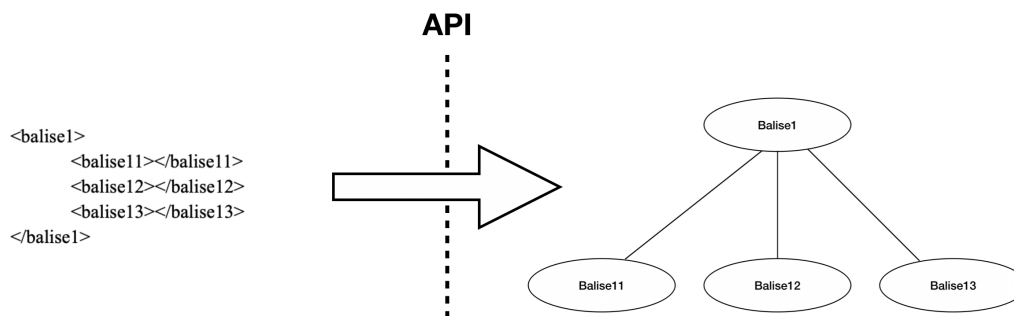 API
<balise1>
<balise11></balise11>
<balise12></balise12>
<balise13></balise13>
</balise1>
Balise1
Balise11
Balise12
Balise13